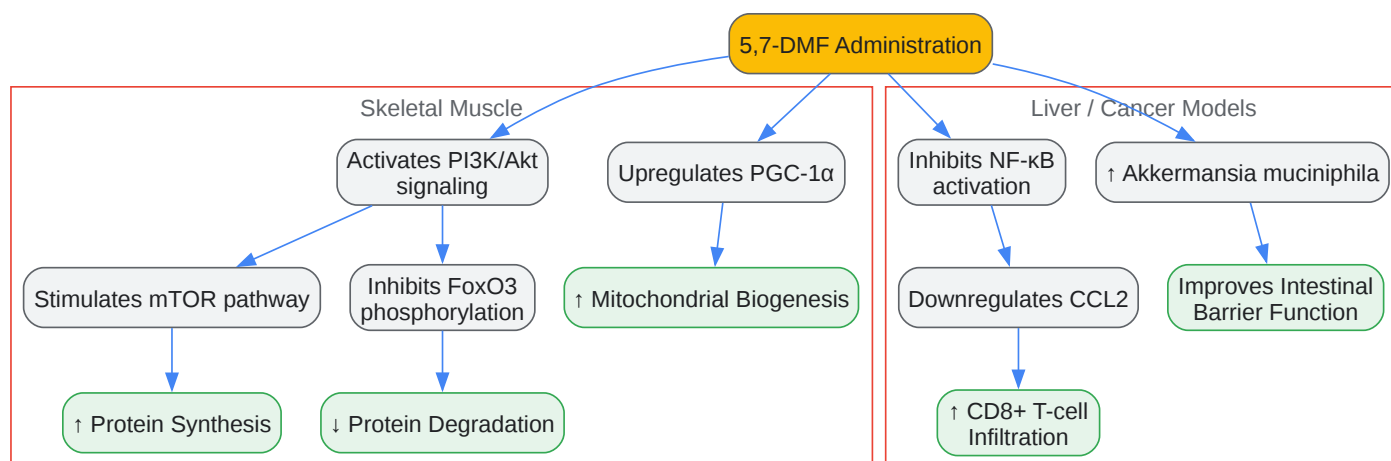 5,7-DMF Administration
Skeletal Muscle
Liver / Cancer Models
Activates PI3K/Akt
signaling
Upregulates PGC-1α
Inhibits NF-κB
activation
↑ Akkermansia muciniphila
Stimulates mTOR pathway
Inhibits FoxO3
phosphorylation
↑ Mitochondrial Biogenesis
Downregulates CCL2
Improves Intestinal
Barrier Function
↑ Protein Synthesis
↓ Protein Degradation
↑ CD8+ T-cell
Infiltration